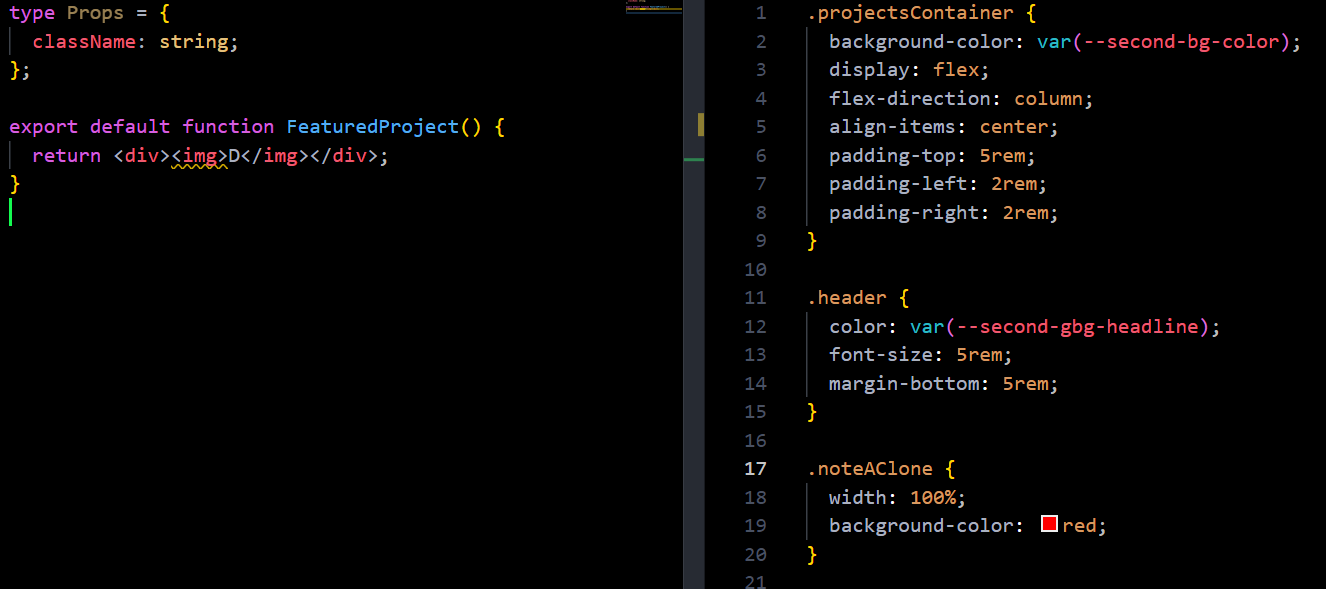 type Props = {
  className: string;
};

export default function FeaturedProject() {
  return <div><img>D</img></div>;
}
1 .projectsContainer {
2   background-color: var(--second-bg-color);
3   display: flex;
4   flex-direction: column;
5   align-items: center;
6   padding-top: 5rem;
7   padding-left: 2rem;
8   padding-right: 2rem;
9 }
10
11 .header {
12   color: var(--second-gbg-headline);
13   font-size: 5rem;
14   margin-bottom: 5rem;
15 }
16
17 .noteAClone {
18   width: 100%;
19   background-color: red;
20 }
21